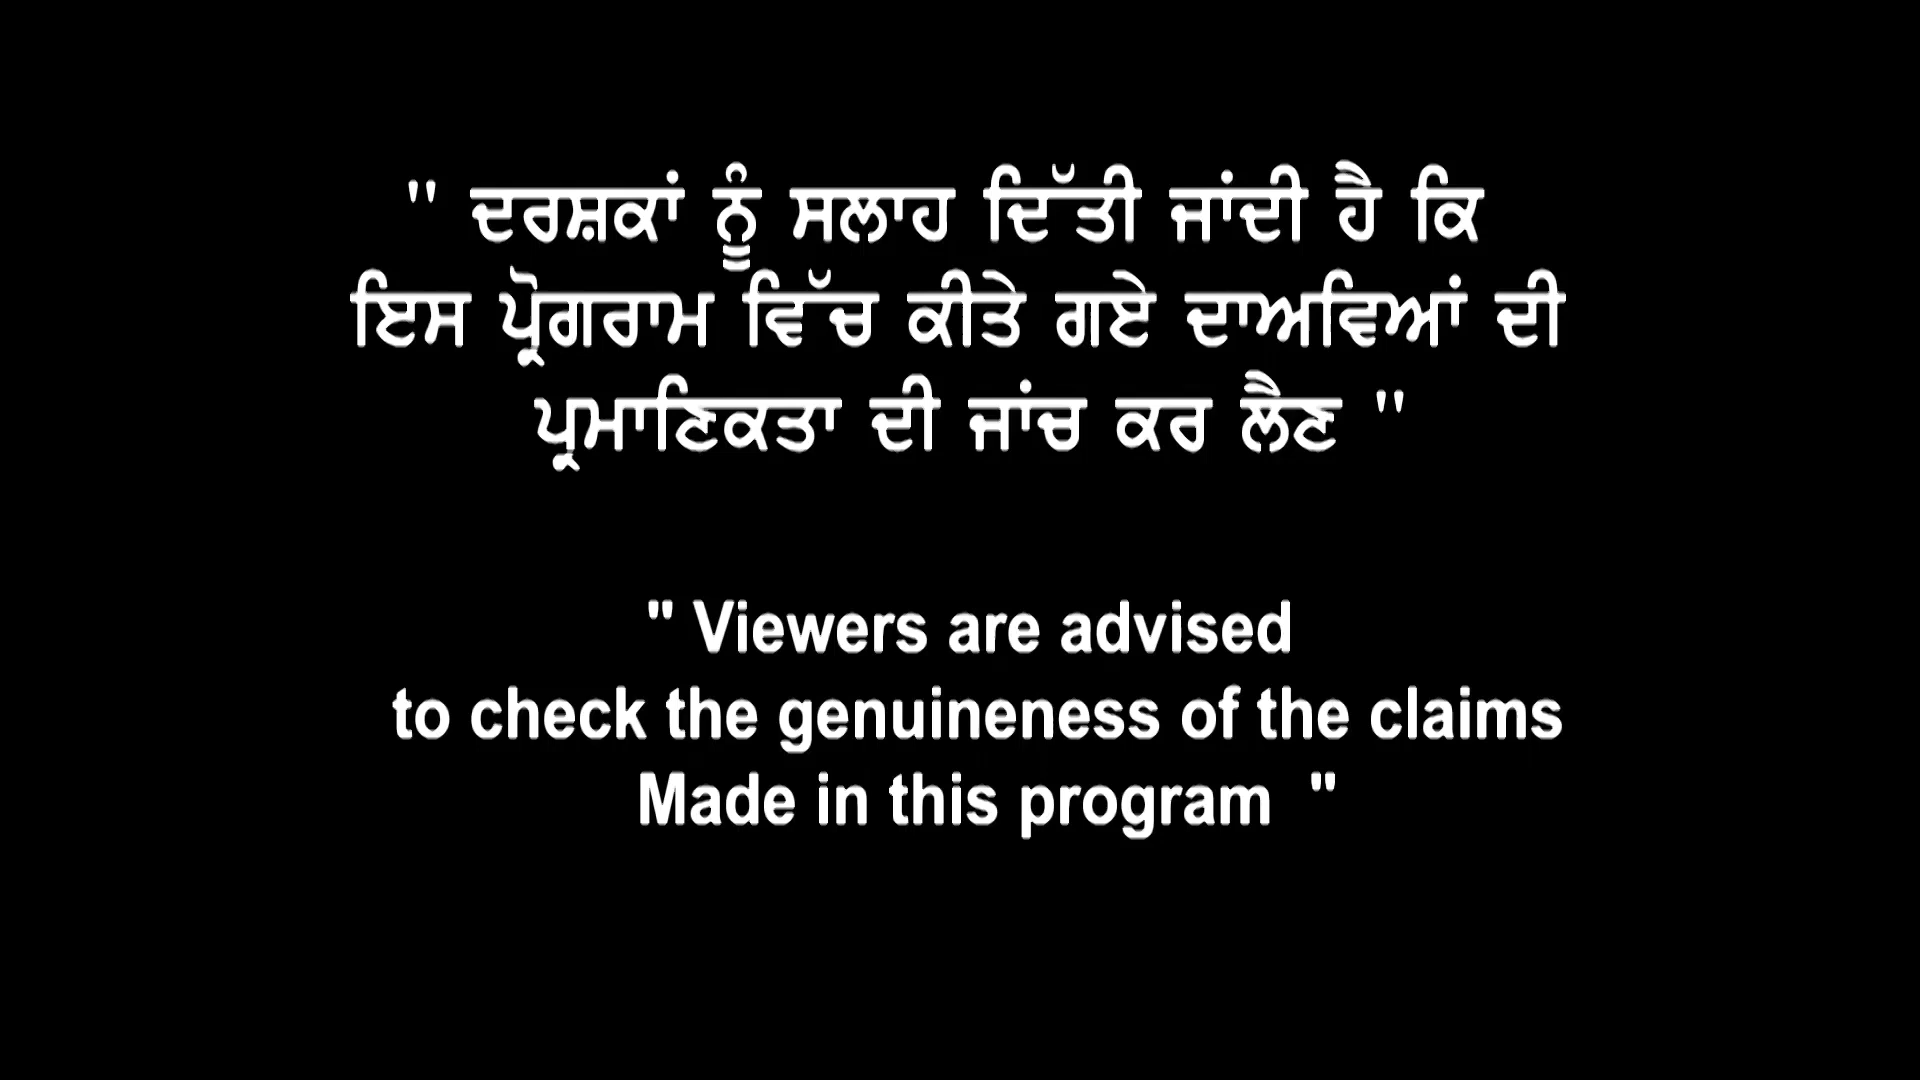 " ਦਰਸ਼ਕਾਂ ਨੂੰ ਸਲਾਹ ਦਿੱਤੀ ਜਾਂਦੀ ਹੈ ਕਿ
ਇਸ ਪ੍ਰੋਗਰਾਮ ਵਿੱਚ ਕੀਤੇ ਗਏ ਦਾਅਵਿਆਂ ਦੀ
ਪ੍ਰਮਾਣਿਕਤਾ ਦੀ ਜਾਂਚ ਕਰ ਲੈਣ "
" Viewers are advised
to check the genuineness of the claims
Made in this program "